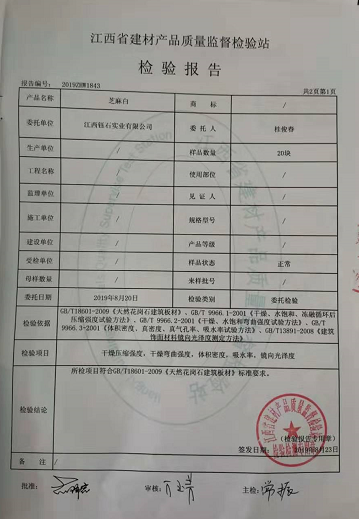 江西省建材产品质量监督检验站
检 验 报 告
报告编号： 2019ZHW1843 共2页第1页
产品名称 芝麻白 商 标 /
委托单位 江西钰石实业有限公司 委 托 人 桂俊春
生产单位 / 样品数量 20块
工程名称 / 使用部位 /
监理单位 / 见 证 人 /
施工单位 / 规格型号 /
建设单位 / 产品等级 /
受检单位 / 样品状态 正常
母样数量 / 来样批号 /
委托日期 2019年8月20日 检验类别 委托检验
检验依据 GB/T18601-2009《天然花岗石建筑板材》、GB/T 9966.1-2001《干燥、水饱和、冻融循环后
压缩强度试验方法》、GB/T 9966.2-2001《干燥、水饱和弯曲强度试验方法》、GB/T
9966.3-2001《体积密度、真密度、真气孔率、吸水率试验方法》、GB/T13891-2008《建筑
饰面材料镜向光泽度测定方法》
检验项目 干燥压缩强度，干燥弯曲强度，体积密度，吸水率，镜向光泽度
检验结论 所检项目符合GB/T18601-2009《天然花岗石建筑板材》标准要求。
（检验报告专用章）
签发日期： 2019年8月23日
备 注 /
批准： 审核： 主检：